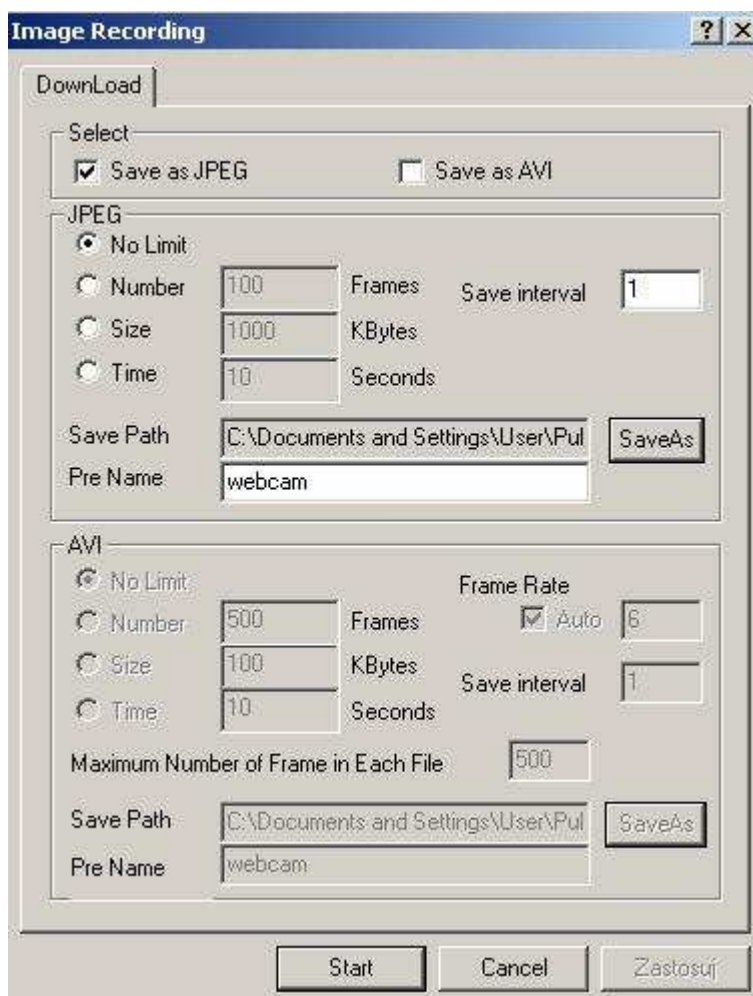 Image Recording
DownLoad
Select
Save as JPEG Save as AVI
JPEG
No Limit
Number 100 Frames Save interval 1
Size 1000 KBytes
Time 10 Seconds
Save Path C:\Documents and Settings\User\Pul SaveAs
Pre Name webcam
AVI
No Limit Frame Rate
Number 500 Frames Auto 6
Size 100 KBytes Save interval 1
Time 10 Seconds
Maximum Number of Frame in Each File 500
Save Path C:\Documents and Settings\User\Pul SaveAs
Pre Name webcam
Start Cancel Zastosuj